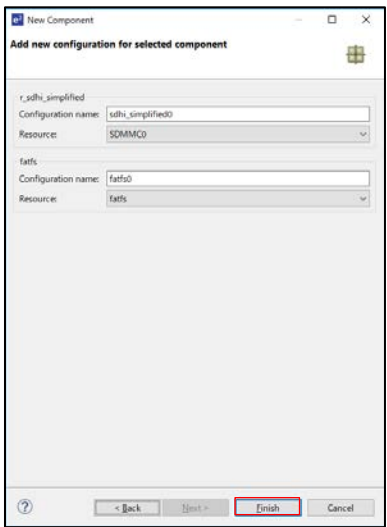 e² New Component
Add new configuration for selected component
r_sdhi_simplified
Configuration name: sdhi_simplified0
Resource: SDMMC0
fatfs
Configuration name: fatfs0
Resource: fatfs
? < Back Next > Finish Cancel